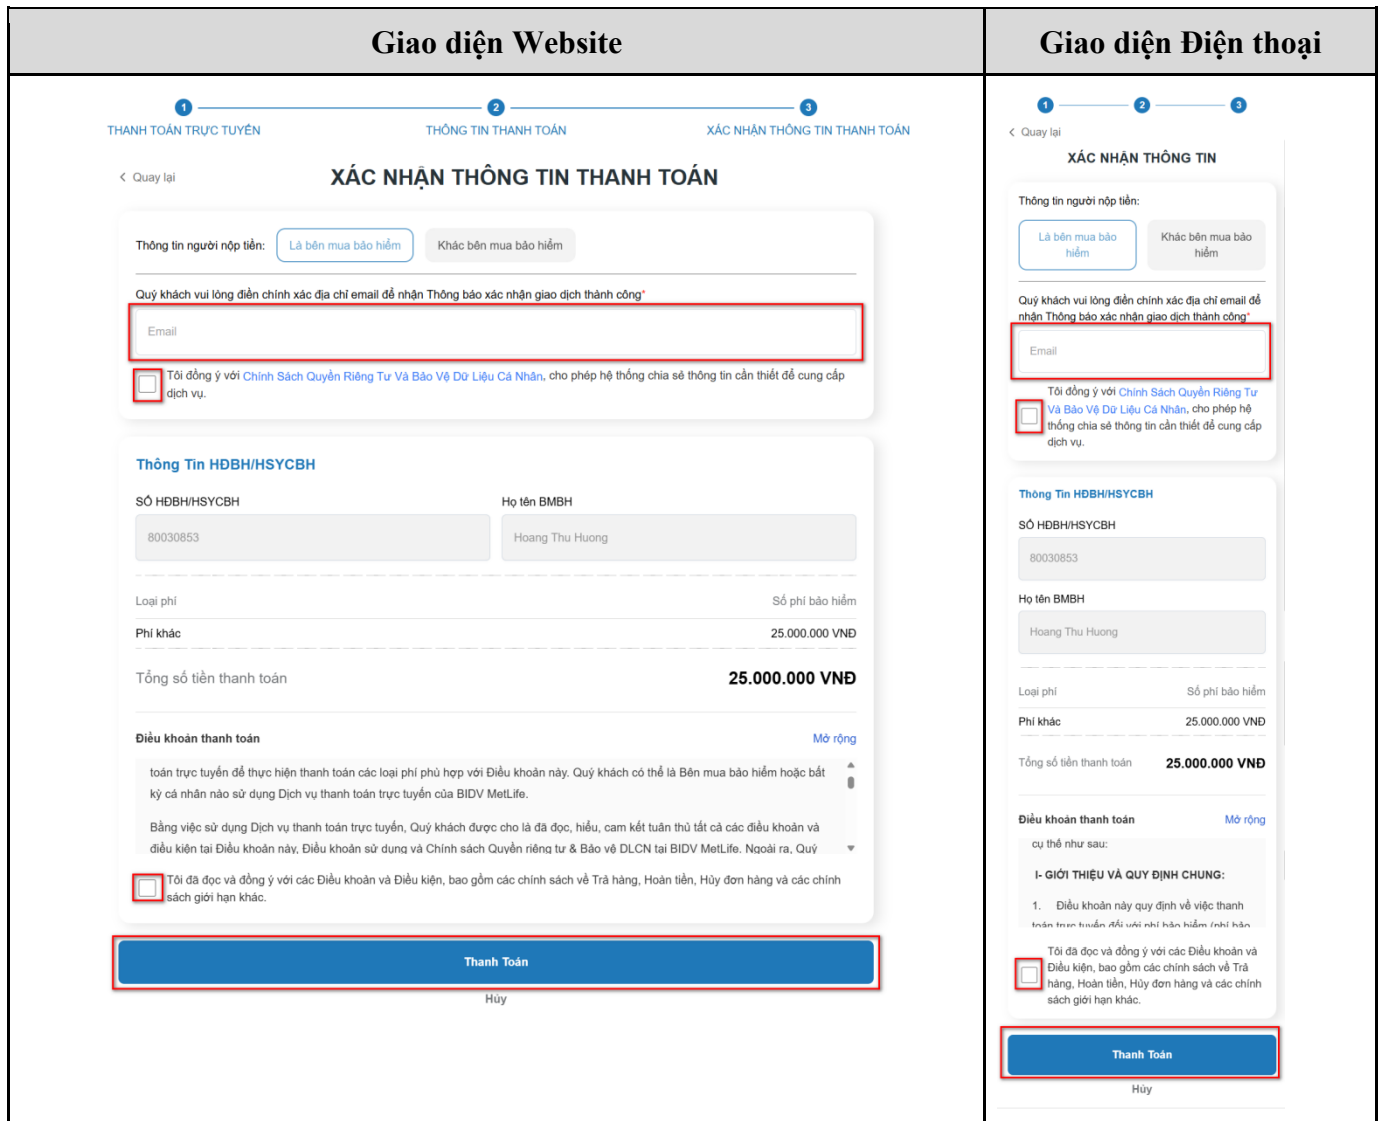 Giao diện Website
1
2
3
THANH TOÁN TRỰC TUYẾN
THÔNG TIN THANH TOÁN
XÁC NHẬN THÔNG TIN THANH TOÁN
Quay lại
XÁC NHẬN THÔNG TIN THANH TOÁN
Thông tin người nộp tiền:
Là bên mua bảo hiểm
Khác bên mua bảo hiểm
Quý khách vui lòng điền chính xác địa chỉ email để nhận Thông báo xác nhận giao dịch thành công*
Email
Tôi đồng ý với Chính Sách Quyền Riêng Tư Và Bảo Vệ Dữ Liệu Cá Nhân, cho phép hệ thống chia sẻ thông tin cần thiết để cung cấp
dịch vụ.
Thông Tin HĐBH/HSYCBH
SỐ HĐBH/HSYCBH
Họ tên BMBH
80030853
Hoang Thu Huong
Loại phí
Số phí bảo hiểm
Phí khác
25.000.000 VNĐ
Tổng số tiền thanh toán
25.000.000 VNĐ
Điều khoản thanh toán
Mở rộng
toán trực tuyến để thực hiện thanh toán các loại phí phù hợp với Điều khoản này. Quý khách có thể là Bên mua bảo hiểm hoặc bất
kỳ cá nhân nào sử dụng Dịch vụ thanh toán trực tuyến của BIDV MetLife.
Bằng việc sử dụng Dịch vụ thanh toán trực tuyến, Quý khách được cho là đã đọc, hiểu, cam kết tuân thủ tất cả các điều khoản và
điều kiện tại Điều khoản này, Điều khoản sử dụng và Chính sách Quyền riêng tư & Bảo vệ DLCN tại BIDV MetLife. Ngoài ra, Quý
Tôi đã đọc và đồng ý với các Điều khoản và Điều kiện, bao gồm các chính sách về Trả hàng, Hoàn tiền, Hủy đơn hàng và các chính
sách giới hạn khác.
Thanh Toán
Hủy
Giao diện Điện thoại
1
2
3
Quay lại
XÁC NHẬN THÔNG TIN
Thông tin người nộp tiền:
Là bên mua bảo
hiểm
Khác bên mua bảo
hiểm
Quý khách vui lòng điền chính xác địa chỉ email để
nhận Thông báo xác nhận giao dịch thành công*
Email
Tôi đồng ý với Chính Sách Quyền Riêng Tư
Và Bảo Vệ Dữ Liệu Cá Nhân, cho phép hệ
thống chia sẻ thông tin cần thiết để cung cấp
dịch vụ.
Thông Tin HĐBH/HSYCBH
SỐ HĐBH/HSYCBH
80030853
Họ tên BMBH
Hoang Thu Huong
Loại phí
Số phí bảo hiểm
Phí khác
25.000.000 VNĐ
Tổng số tiền thanh toán
25.000.000 VNĐ
Điều khoản thanh toán
Mở rộng
cụ thể như sau:
I- GIỚI THIỆU VÀ QUY ĐỊNH CHUNG:
1. Điều khoản này quy định về việc thanh
toán trực tuyến đối với phí bảo hiểm (phí bảo
Tôi đã đọc và đồng ý với các Điều khoản và
Điều kiện, bao gồm các chính sách về Trả
hàng, Hoàn tiền, Hủy đơn hàng và các chính
sách giới hạn khác.
Thanh Toán
Hủy